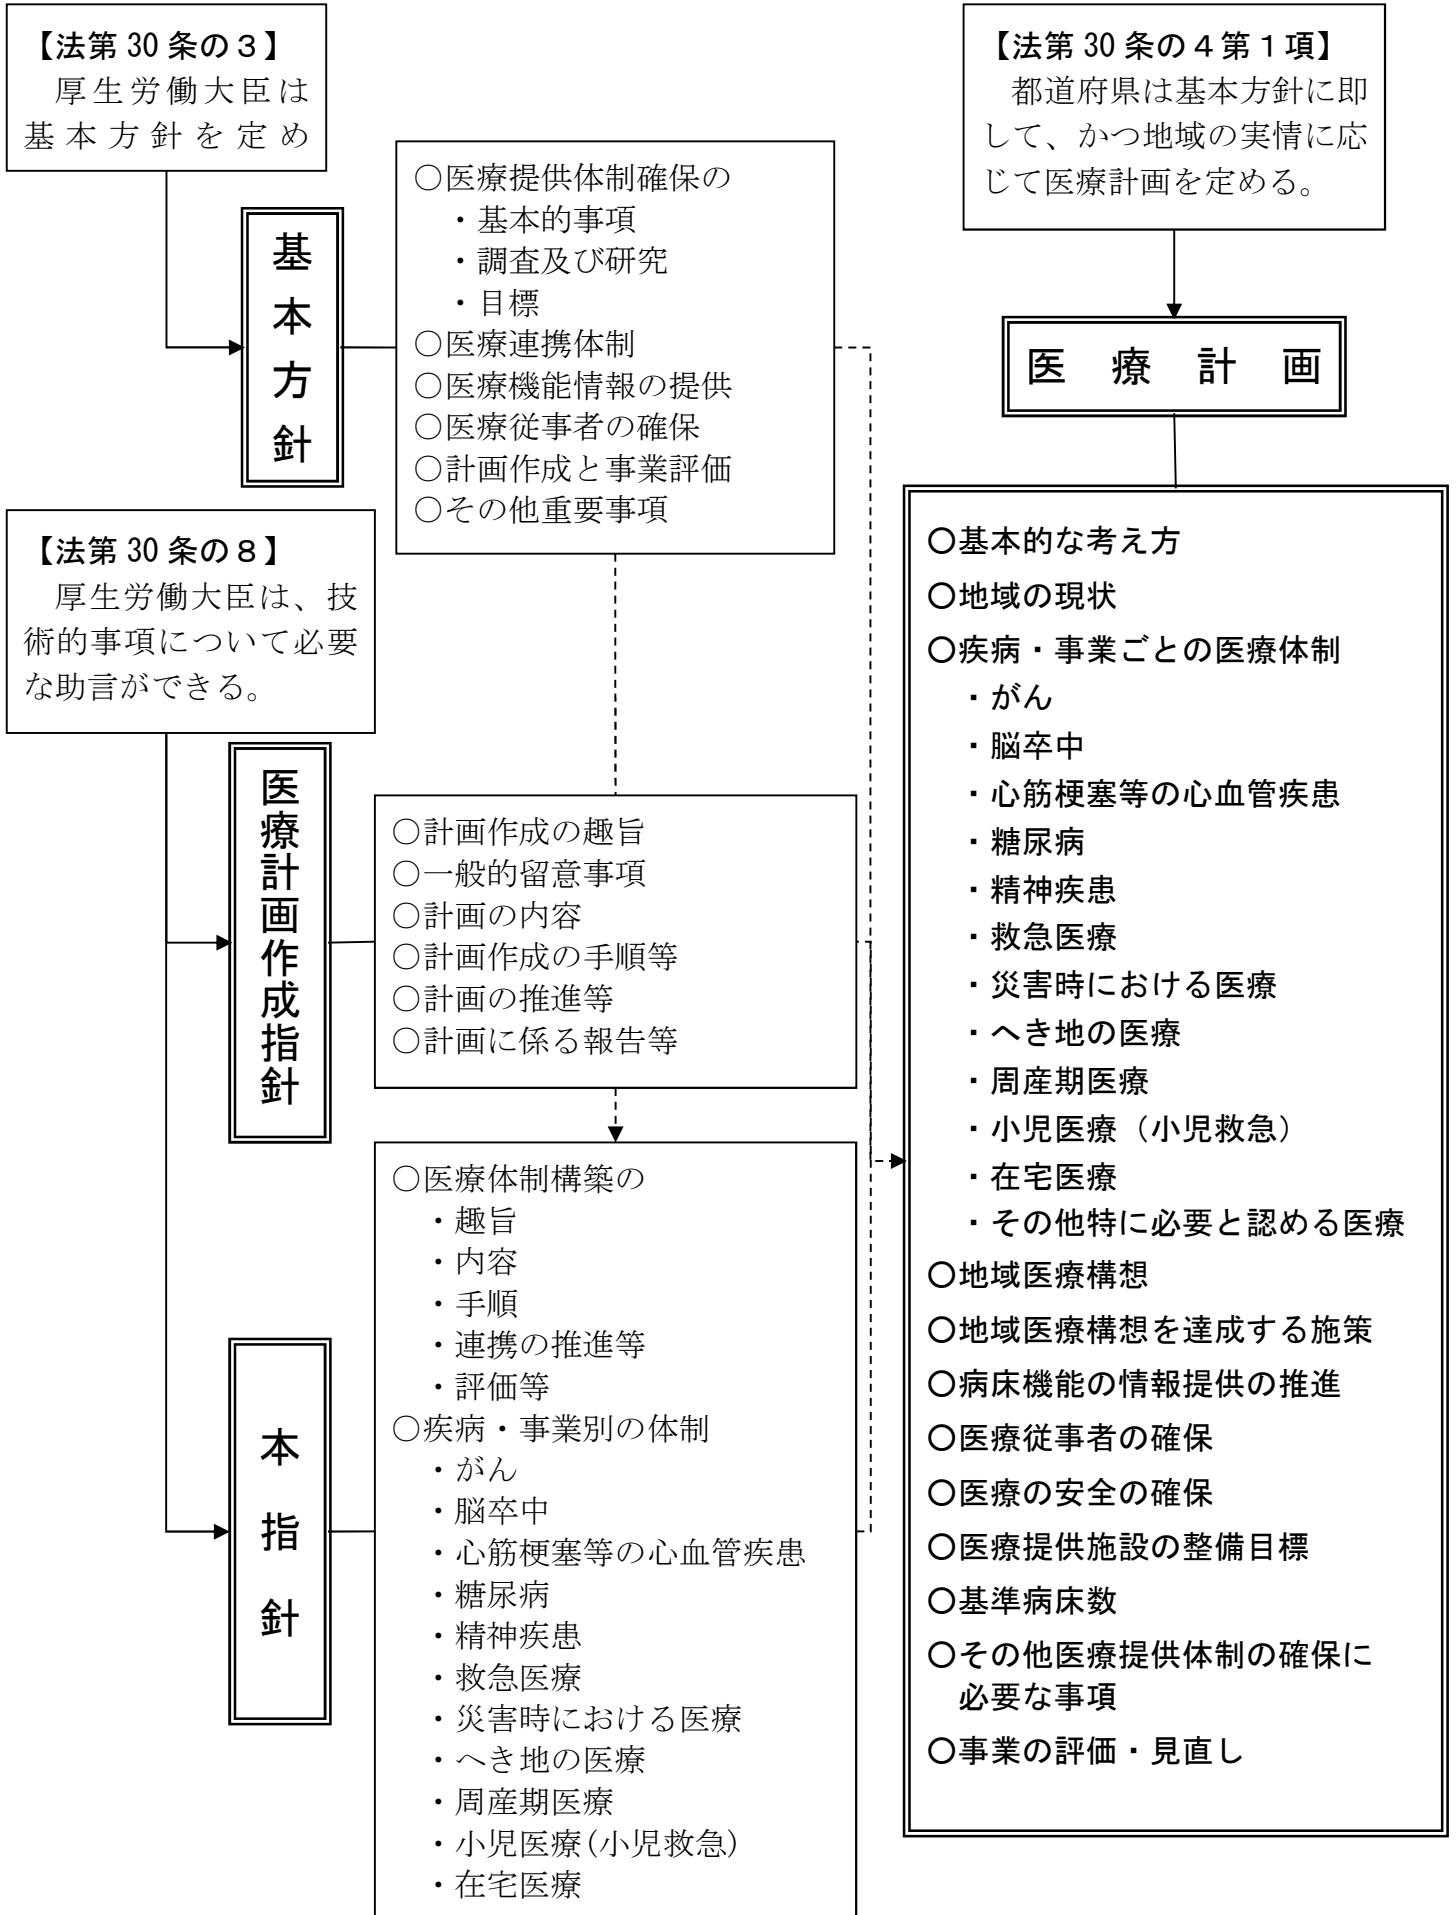 【法第 30 条の３】
厚生労働大臣は
基本方針を定め
基本方針
○医療提供体制確保の
・基本的事項
・調査及び研究
・目標
○医療連携体制
○医療機能情報の提供
○医療従事者の確保
○計画作成と事業評価
○その他重要事項
【法第 30 条の８】
厚生労働大臣は、技
術的事項について必要
な助言ができる。
医療計画作成指針
○計画作成の趣旨
○一般的留意事項
○計画の内容
○計画作成の手順等
○計画の推進等
○計画に係る報告等
本指針
○医療体制構築の
・趣旨
・内容
・手順
・連携の推進等
・評価等
○疾病・事業別の体制
・がん
・脳卒中
・心筋梗塞等の心血管疾患
・糖尿病
・精神疾患
・救急医療
・災害時における医療
・へき地の医療
・周産期医療
・小児医療(小児救急)
・在宅医療
【法第 30 条の４第１項】
都道府県は基本方針に即
して、かつ地域の実情に応
じて医療計画を定める。
医療計画
○基本的な考え方
○地域の現状
○疾病・事業ごとの医療体制
・がん
・脳卒中
・心筋梗塞等の心血管疾患
・糖尿病
・精神疾患
・救急医療
・災害時における医療
・へき地の医療
・周産期医療
・小児医療（小児救急）
・在宅医療
・その他特に必要と認める医療
○地域医療構想
○地域医療構想を達成する施策
○病床機能の情報提供の推進
○医療従事者の確保
○医療の安全の確保
○医療提供施設の整備目標
○基準病床数
○その他医療提供体制の確保に
必要な事項
○事業の評価・見直し